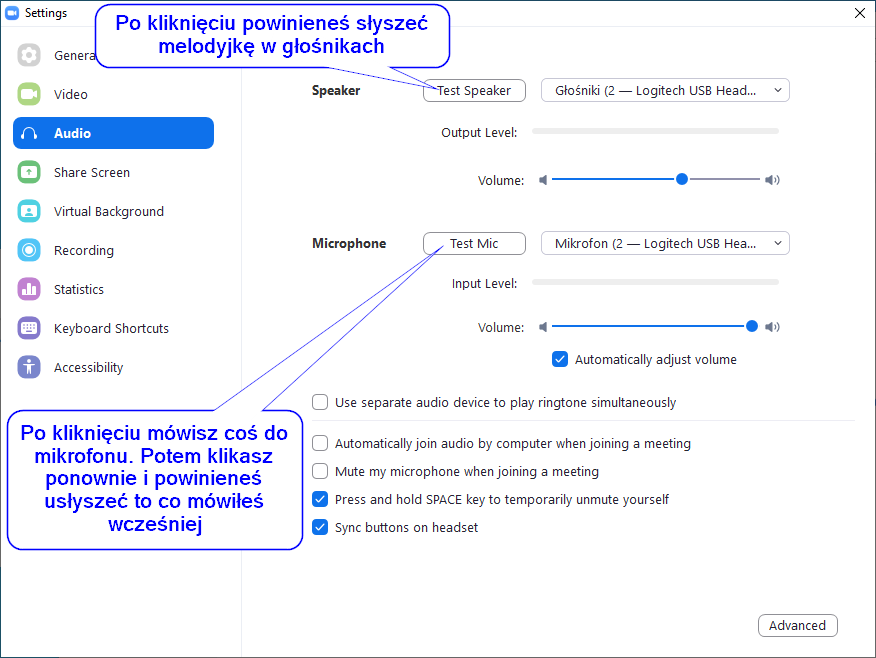 Settings
Po kliknięciu powinieneś słyszeć
melodyjkę w głośnikach
Genera
Video
Audio
Share Screen
Virtual Background
Recording
Statistics
Keyboard Shortcuts
Accessibility
Speaker
Test Speaker
Głośniki (2 — Logitech USB Head...
Output Level:
Volume:
Microphone
Test Mic
Mikrofon (2 — Logitech USB Hea...
Input Level:
Volume:
Automatically adjust volume
Use separate audio device to play ringtone simultaneously
Automatically join audio by computer when joining a meeting
Mute my microphone when joining a meeting
Press and hold SPACE key to temporarily unmute yourself
Sync buttons on headset
Po kliknięciu mówisz coś do
mikrofonu. Potem klikasz
ponownie i powinieneś
usłyszeć to co mówiłeś
wcześniej
Advanced